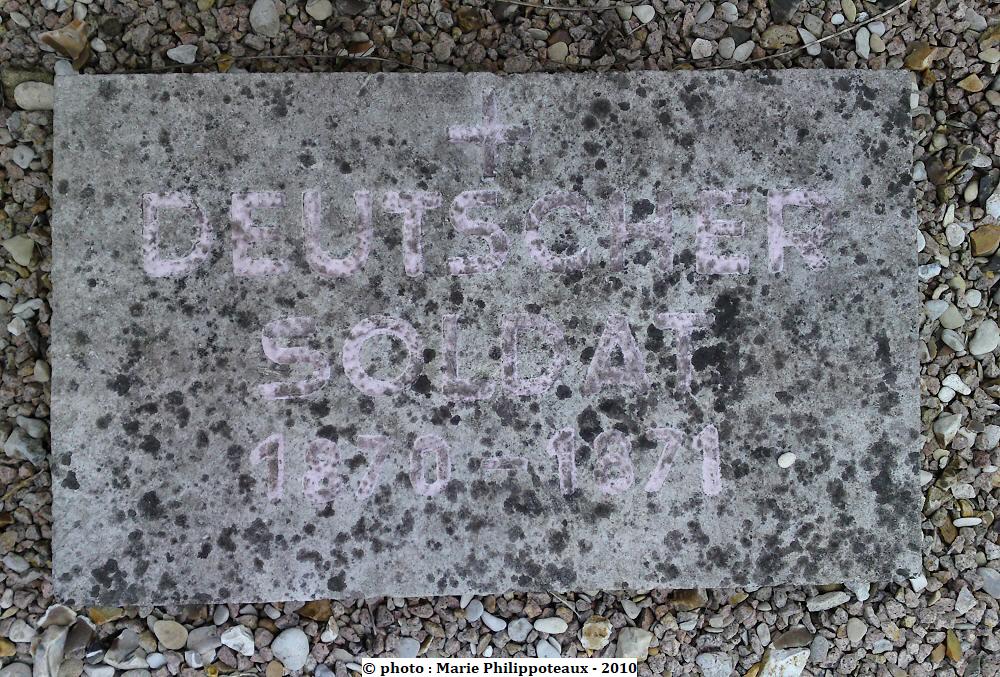 DEUTSCHER
SOLDAT
1870 - 1871
© photo : Marie Philippoteaux - 2010